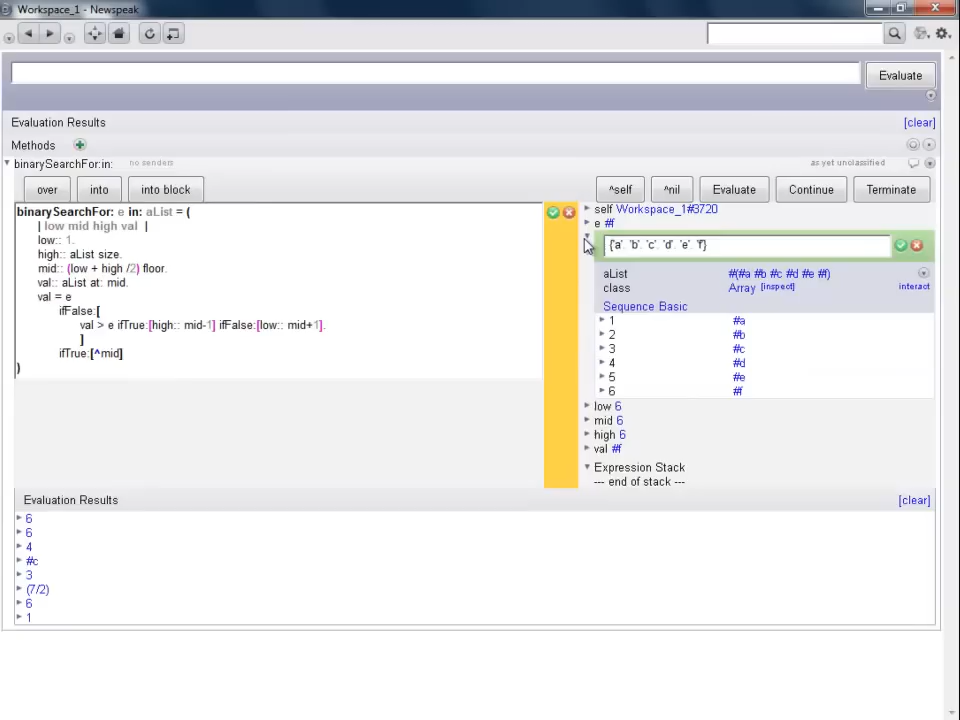 Workspace_1 - Newspeak
Evaluate
Evaluation Results
[clear]
Methods
binarySearchFor:in:
no senders
as yet unclassified
over
into
into block
^self
^nil
Evaluate
Continue
Terminate
binarySearchFor: e in: aList = (
| low mid high val |
low:: 1.
high:: aList size.
mid:: (low + high /2) floor.
val:: aList at: mid.
val = e
ifFalse:[
val > e ifTrue:[high:: mid-1] ifFalse:[low:: mid+1].
]
ifTrue:[^mid]
)
self Workspace_1#3720
e #f
{'a'. 'b'. 'c'. 'd'. 'e'. 'f'}
aList #(#a #b #c #d #e #f)
class Array [inspect] interact
Sequence Basic
1 #a
2 #b
3 #c
4 #d
5 #e
6 #f
low 6
mid 6
high 6
val #f
Expression Stack
--- end of stack ---
Evaluation Results
[clear]
6
6
4
#c
3
(7/2)
6
1